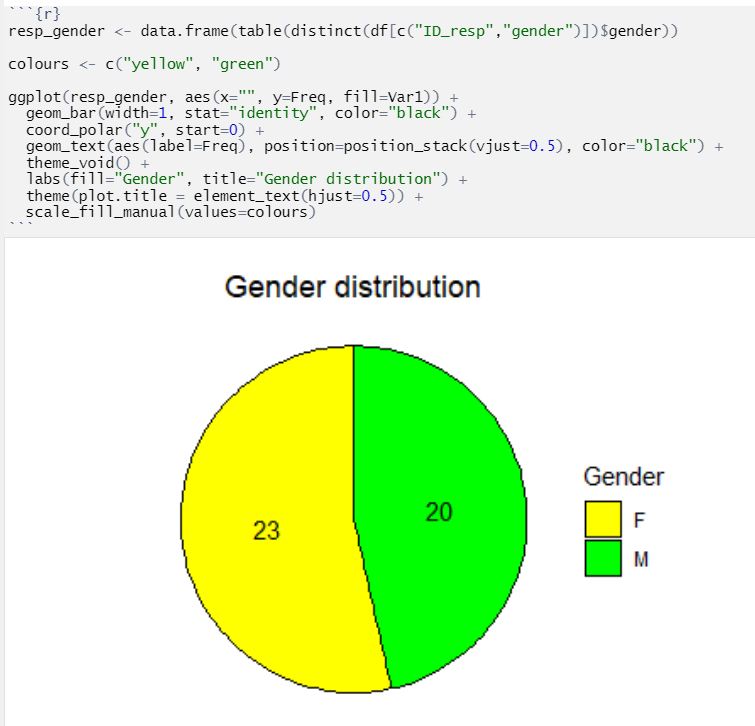 ```{r}
resp_gender <- data.frame(table(distinct(df[c("ID_resp","gender")])$gender))
colours <- c("yellow", "green")
ggplot(resp_gender, aes(x="", y=Freq, fill=Var1)) +
  geom_bar(width=1, stat="identity", color="black") +
  coord_polar("y", start=0) +
  geom_text(aes(label=Freq), position=position_stack(vjust=0.5), color="black") +
  theme_void() +
  labs(fill="Gender", title="Gender distribution") +
  theme(plot.title = element_text(hjust=0.5)) +
  scale_fill_manual(values=colours)
```
Gender distribution
23
20
Gender
F
M